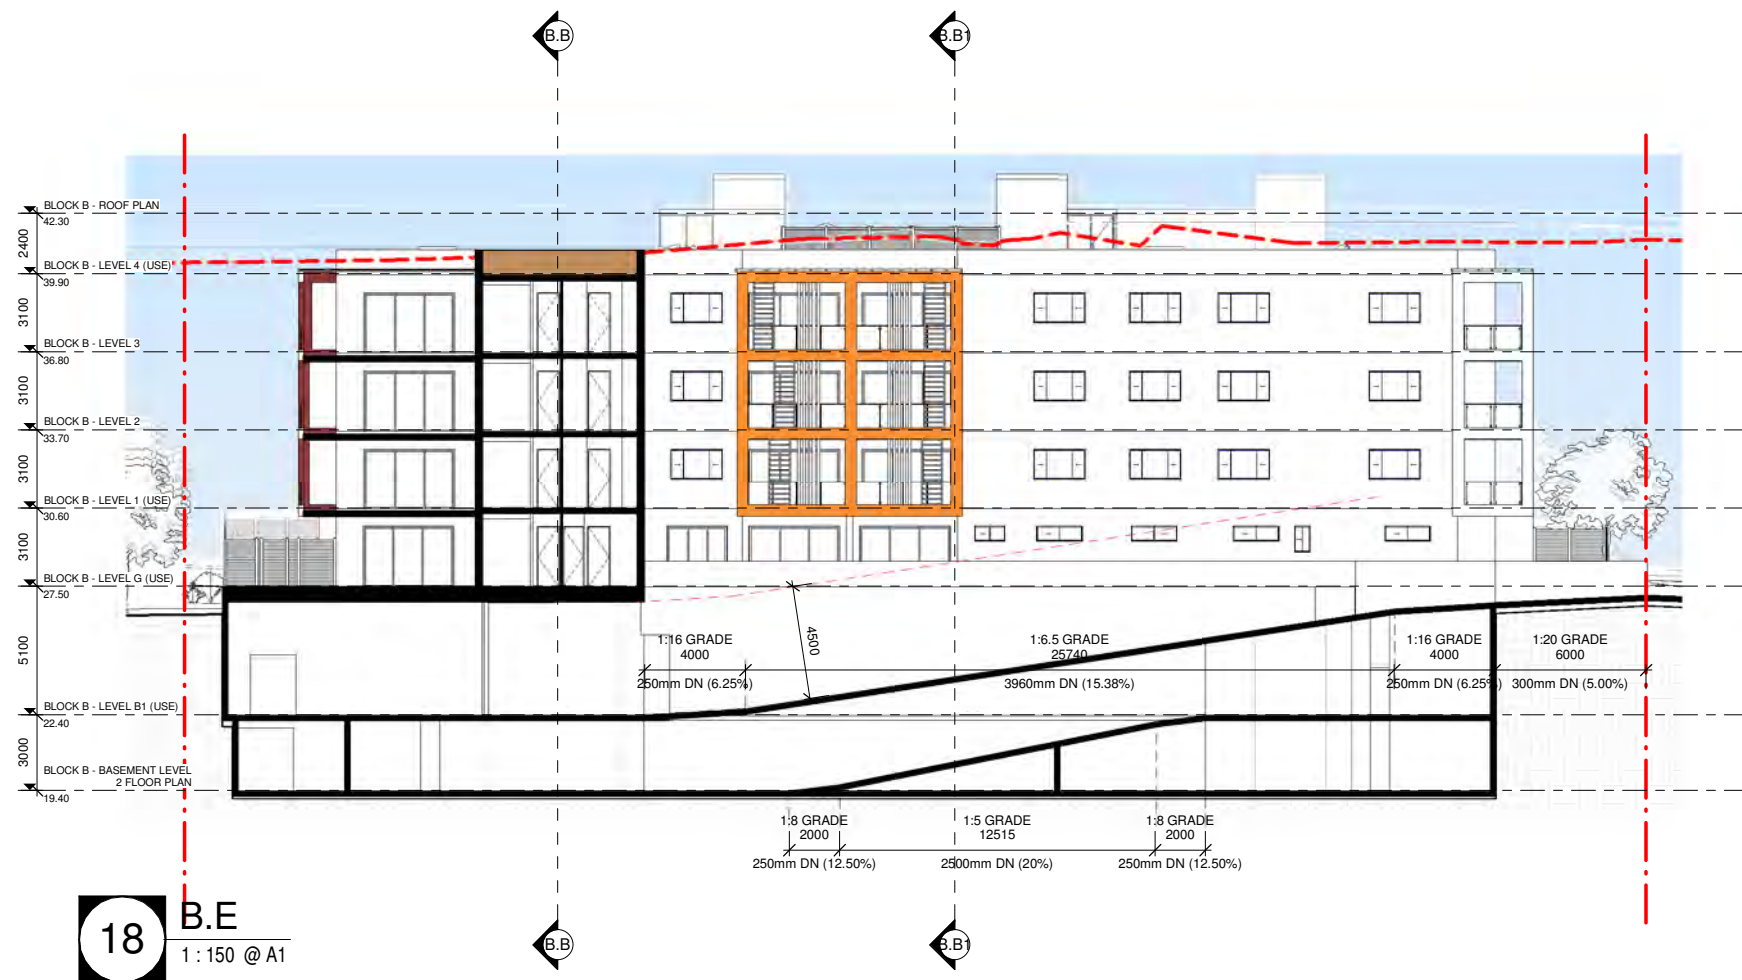 B.B
B.B1
BLOCK B - ROOF PLAN
42.30
2400
BLOCK B - LEVEL 4 (USE)
39.90
3100
BLOCK B - LEVEL 3
36.80
3100
BLOCK B - LEVEL 2
33.70
3100
BLOCK B - LEVEL 1 (USE)
30.60
3100
BLOCK B - LEVEL G (USE)
27.50
5100
4500
1:16 GRADE
4000
250mm DN (6.25%)
1:6.5 GRADE
25740
3960mm DN (15.38%)
1:16 GRADE
4000
250mm DN (6.25%)
1:20 GRADE
6000
300mm DN (5.00%)
BLOCK B - LEVEL B1 (USE)
22.40
3000
BLOCK B - BASEMENT LEVEL
2 FLOOR PLAN
19.40
1:8 GRADE
2000
250mm DN (12.50%)
1:5 GRADE
12515
2500mm DN (20%)
1:8 GRADE
2000
250mm DN (12.50%)
18
B.E
1 : 150 @ A1
B.B
B.B1